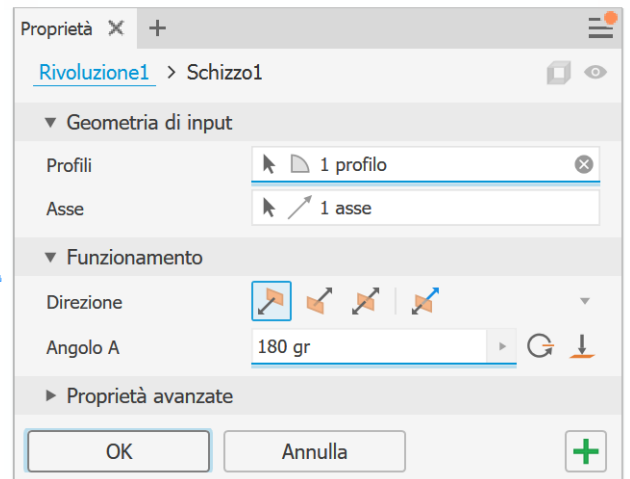 Proprietà
Rivoluzione1 > Schizzo1
Geometria di input
Profili 1 profilo
Asse 1 asse
Funzionamento
Direzione
Angolo A 180 gr
Proprietà avanzate
OK Annulla